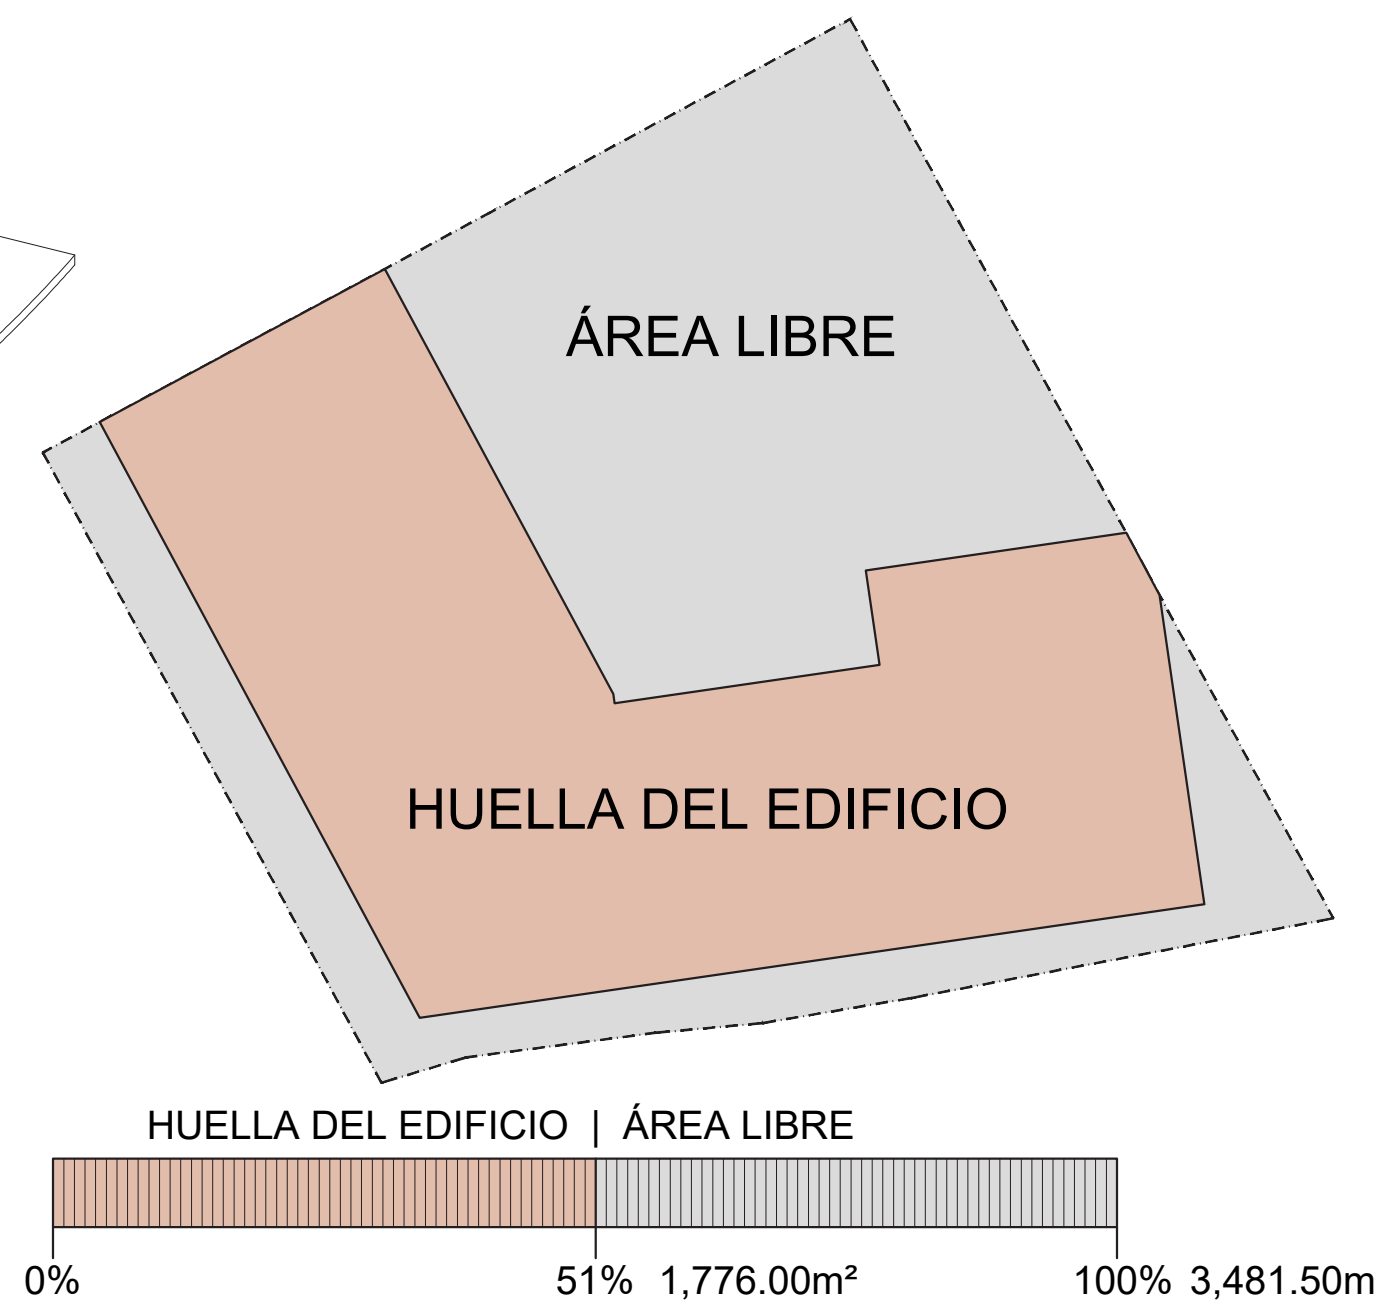 ÁREA LIBRE
HUELLA DEL EDIFICIO
HUELLA DEL EDIFICIO | ÁREA LIBRE
0% 51% 1,776.00m² 100% 3,481.50m